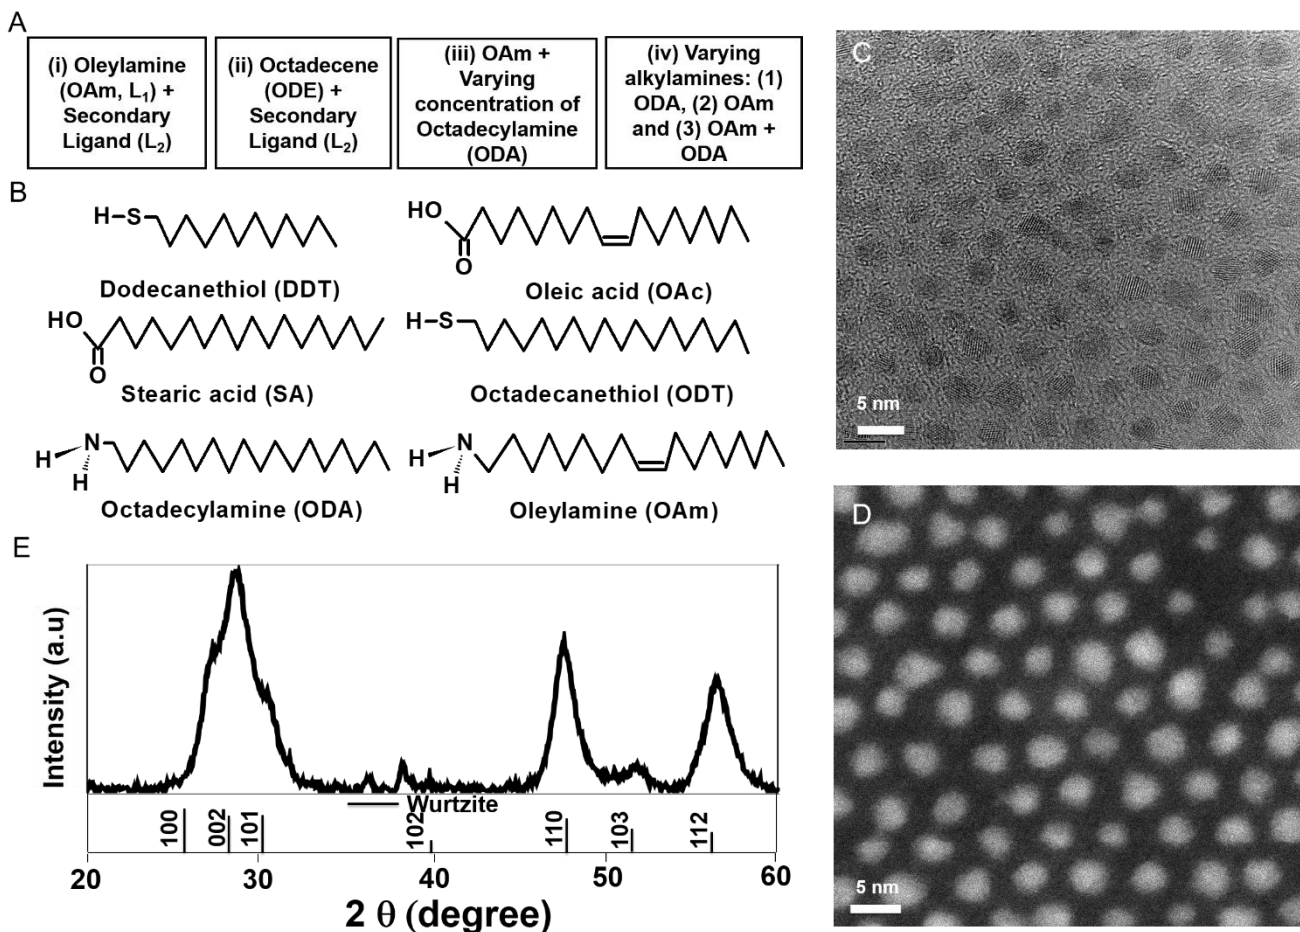 A
(i) Oleylamine
(OAm, L₁) +
Secondary
Ligand (L₂)
(ii) Octadecene
(ODE) +
Secondary
Ligand (L₂)
(iii) OAm +
Varying
concentration of
Octadecylamine
(ODA)
(iv) Varying
alkylamines: (1)
ODA, (2) OAm
and (3) OAm +
ODA
B
H S
Dodecanethiol (DDT)
HO O
Oleic acid (OAc)
HO O
Stearic acid (SA)
H S
Octadecanethiol (ODT)
H N H
Octadecylamine (ODA)
H N H
Oleylamine (OAm)
C
5 nm
D
5 nm
E
Intensity (a.u)
Wurtzite
100 002 101 102 110 103 112
20 30 40 50 60
2 θ (degree)